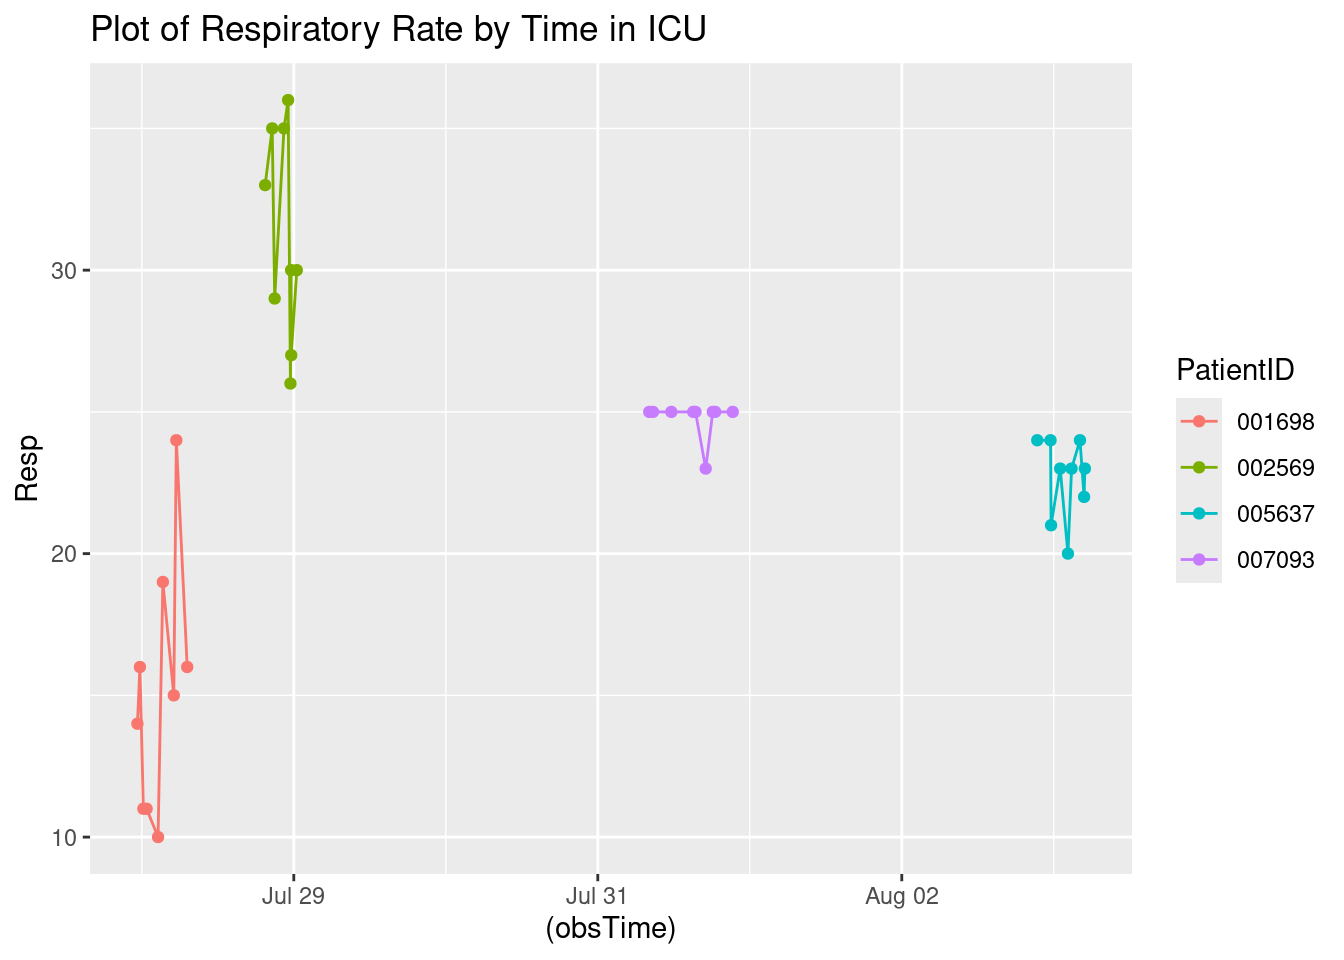 Plot of Respiratory Rate by Time in ICU
Resp
30
20
10
Jul 29
Jul 31
Aug 02
(obsTime)
PatientID
001698
002569
005637
007093